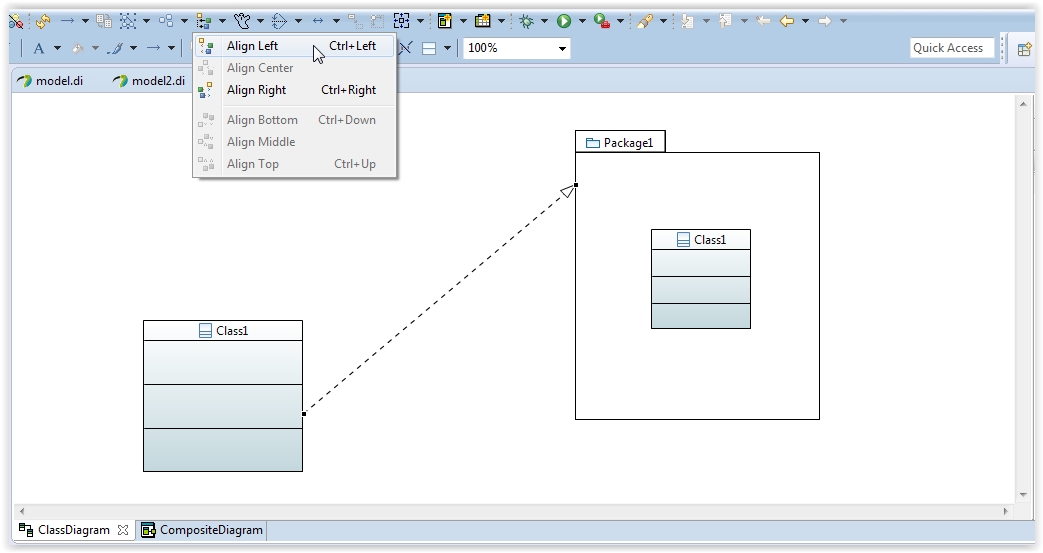 Align Left Ctrl+Left
A 100% Quick Access
Align Center
model.di model2.di
Align Right Ctrl+Right
Align Bottom Ctrl+Down
Align Middle
Align Top Ctrl+Up
Package1
Class1
Class1
ClassDiagram CompositeDiagram